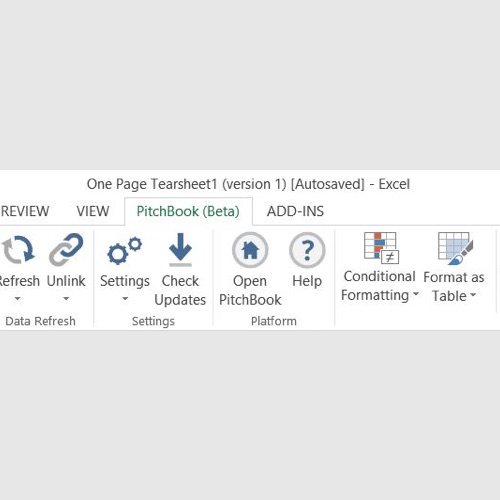 One Page Tearsheet1 (version 1) [Autosaved] - Excel
REVIEW VIEW PitchBook (Beta) ADD-INS
Refresh Unlink Settings Check Updates Open PitchBook Help Conditional Formatting Format as Table
Data Refresh Settings Platform